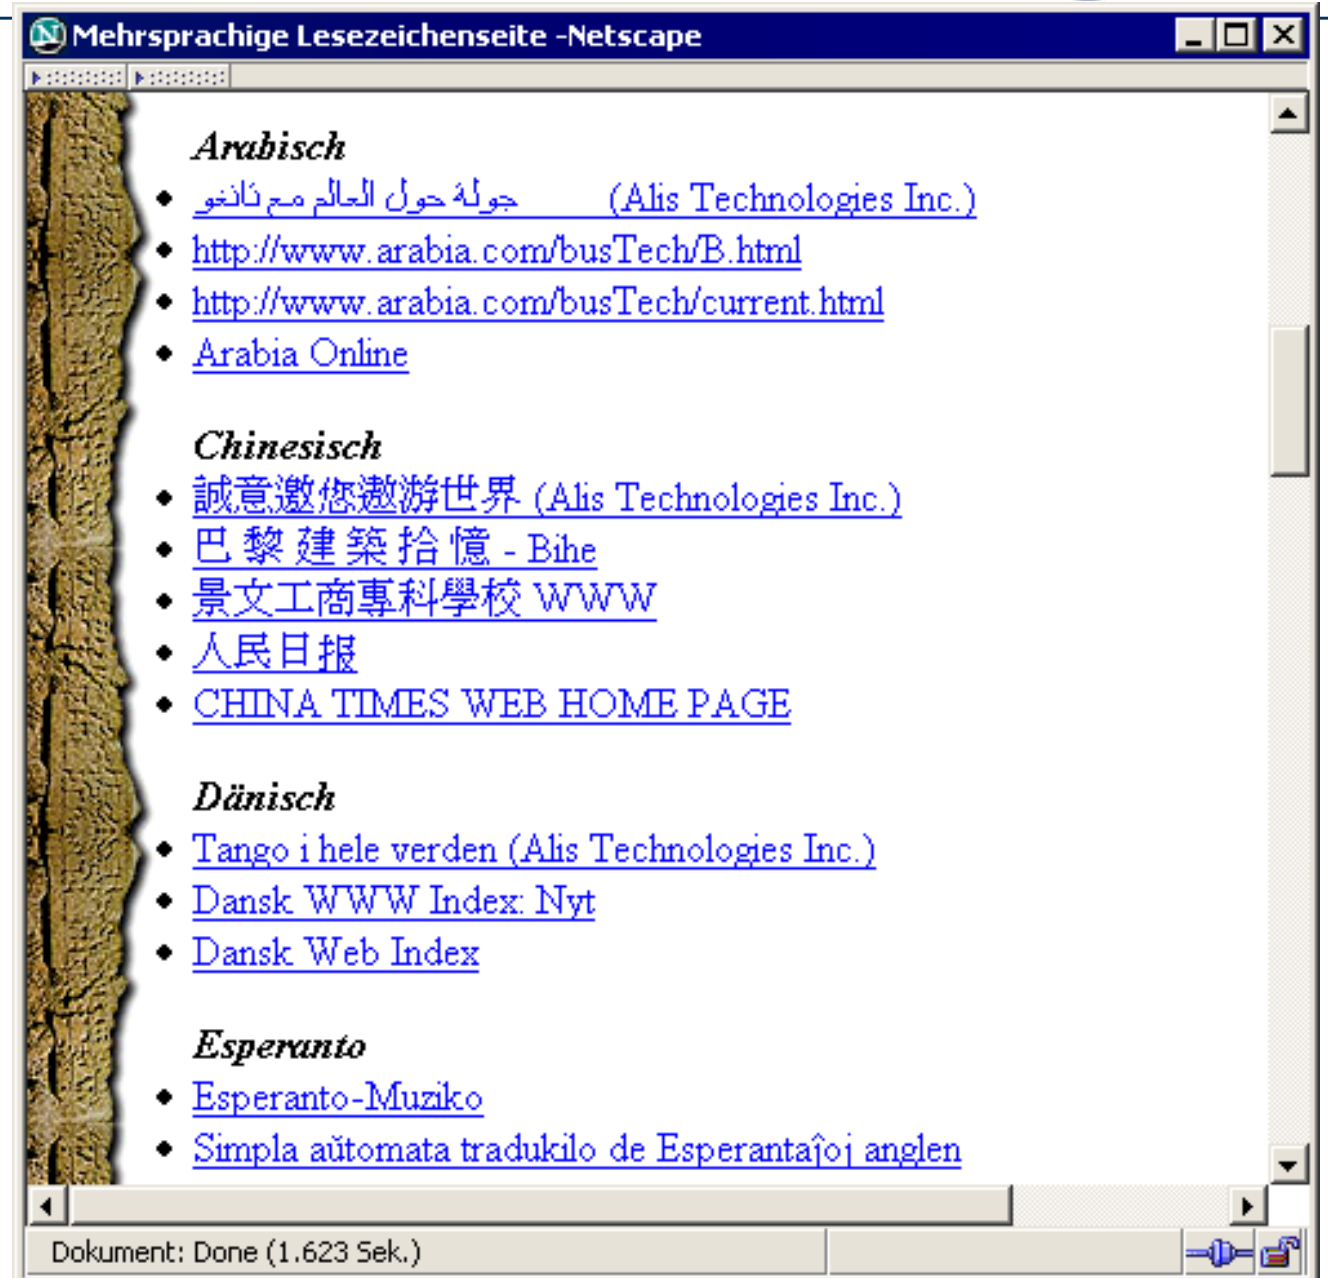 Mehrsprachige Lesezeichenseite -Netscape
Arabisch
جولة حول العالم مع تانغو (Alis Technologies Inc.)
http://www.arabia.com/busTech/B.html
http://www.arabia.com/busTech/current.html
Arabia Online
Chinesisch
誠意邀您遨游世界 (Alis Technologies Inc.)
巴 黎 建 築 拾 憶 - Bihe
景文工商專科學校 WWW
人民日报
CHINA TIMES WEB HOME PAGE
Dänisch
Tango i hele verden (Alis Technologies Inc.)
Dansk WWW Index: Nyt
Dansk Web Index
Esperanto
Esperanto-Muziko
Simpla aŭtomata tradukilo de Esperantaĵoj anglen
Dokument: Done (1.623 Sek.)